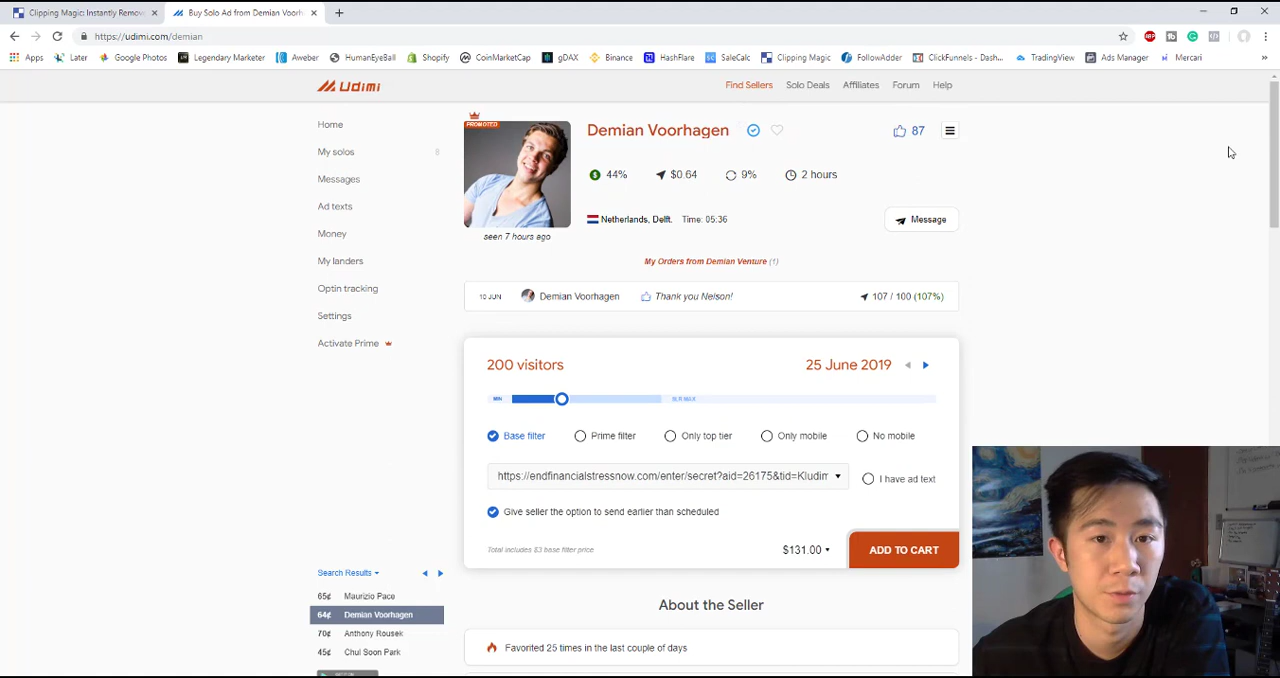 Clipping Magic: Instantly Remov
Buy Solo Ad from Demian Voorh
https://udimi.com/demian
Apps
Later
Google Photos
Legendary Marketer
Aweber
HumanEyeBall
Shopify
CoinMarketCap
gDAX
Binance
HashFlare
SaleCalc
Clipping Magic
FollowAdder
ClickFunnels - Dash...
TradingView
Ads Manager
Mercari
»
Udimi
Find Sellers
Solo Deals
Affiliates
Forum
Help
Home
My solos
8
Messages
Ad texts
Money
My landers
Optin tracking
Settings
Activate Prime
PROMOTED
seen 7 hours ago
Demian Voorhagen
87
44%
$0.64
9%
2 hours
Netherlands, Delft. Time: 05:36
Message
My Orders from Demian Venture (1)
10 JUN
Demian Voorhagen
Thank you Nelson!
107 / 100 (107%)
200 visitors
25 June 2019
MIN
Base filter
Prime filter
Only top tier
Only mobile
No mobile
https://endfinancialstressnow.com/enter/secret?aid=26175&tid=Kludim
I have ad text
Give seller the option to send earlier than scheduled
Total includes $3 base filter price
$131.00
ADD TO CART
Search Results
65¢ Maurizio Pace
64¢ Demian Voorhagen
70¢ Anthony Rousek
45¢ Chul Soon Park
About the Seller
Favorited 25 times in the last couple of days